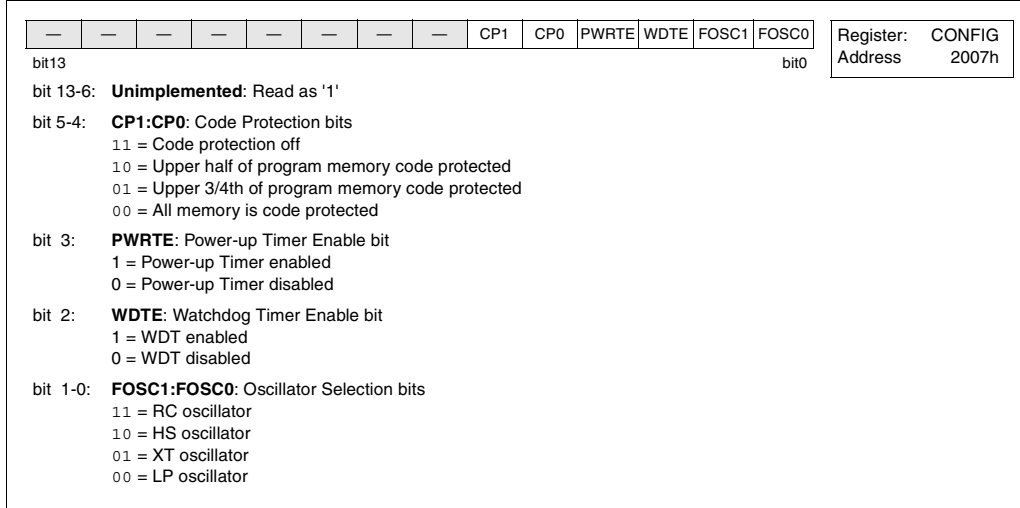 — — — — — — — — CP1 CP0 PWRTE WDTE FOSC1 FOSC0
bit13 bit0
Register: CONFIG
Address 2007h
bit 13-6: Unimplemented: Read as '1'
bit 5-4: CP1:CP0: Code Protection bits
11 = Code protection off
10 = Upper half of program memory code protected
01 = Upper 3/4th of program memory code protected
00 = All memory is code protected
bit 3: PWRTE: Power-up Timer Enable bit
1 = Power-up Timer enabled
0 = Power-up Timer disabled
bit 2: WDTE: Watchdog Timer Enable bit
1 = WDT enabled
0 = WDT disabled
bit 1-0: FOSC1:FOSC0: Oscillator Selection bits
11 = RC oscillator
10 = HS oscillator
01 = XT oscillator
00 = LP oscillator